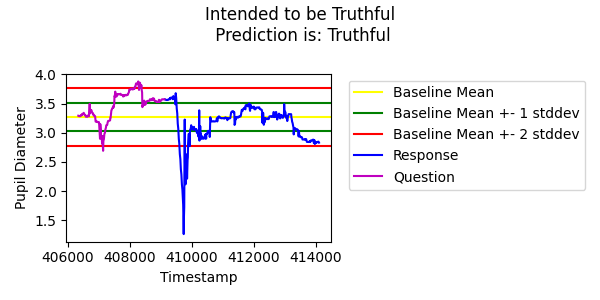 Intended to be Truthful
Prediction is: Truthful
4.0
3.5
3.0
2.5
2.0
1.5
Pupil Diameter
406000 408000 410000 412000 414000
Timestamp
Baseline Mean
Baseline Mean +- 1 stddev
Baseline Mean +- 2 stddev
Response
Question